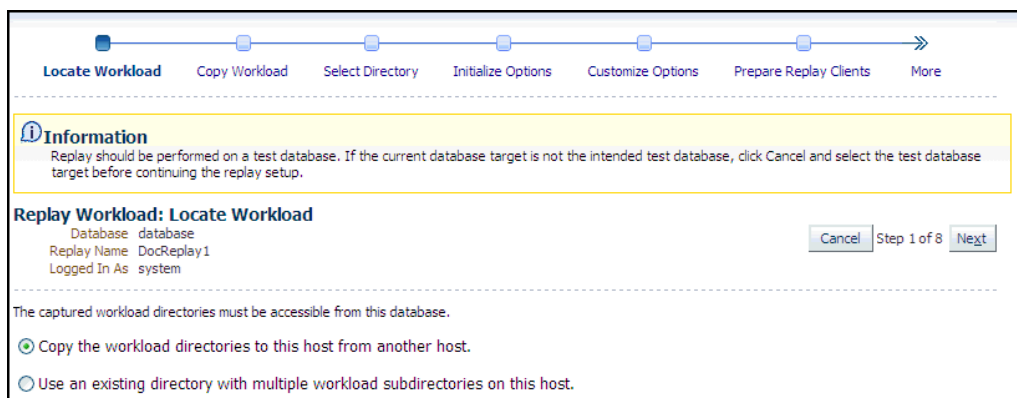 Locate Workload Copy Workload Select Directory Initialize Options Customize Options Prepare Replay Clients More
Information
Replay should be performed on a test database. If the current database target is not the intended test database, click Cancel and select the test database
target before continuing the replay setup.
Replay Workload: Locate Workload
Database database
Replay Name DocReplay1
Logged In As system
Cancel Step 1 of 8 Next
The captured workload directories must be accessible from this database.
Copy the workload directories to this host from another host.
Use an existing directory with multiple workload subdirectories on this host.